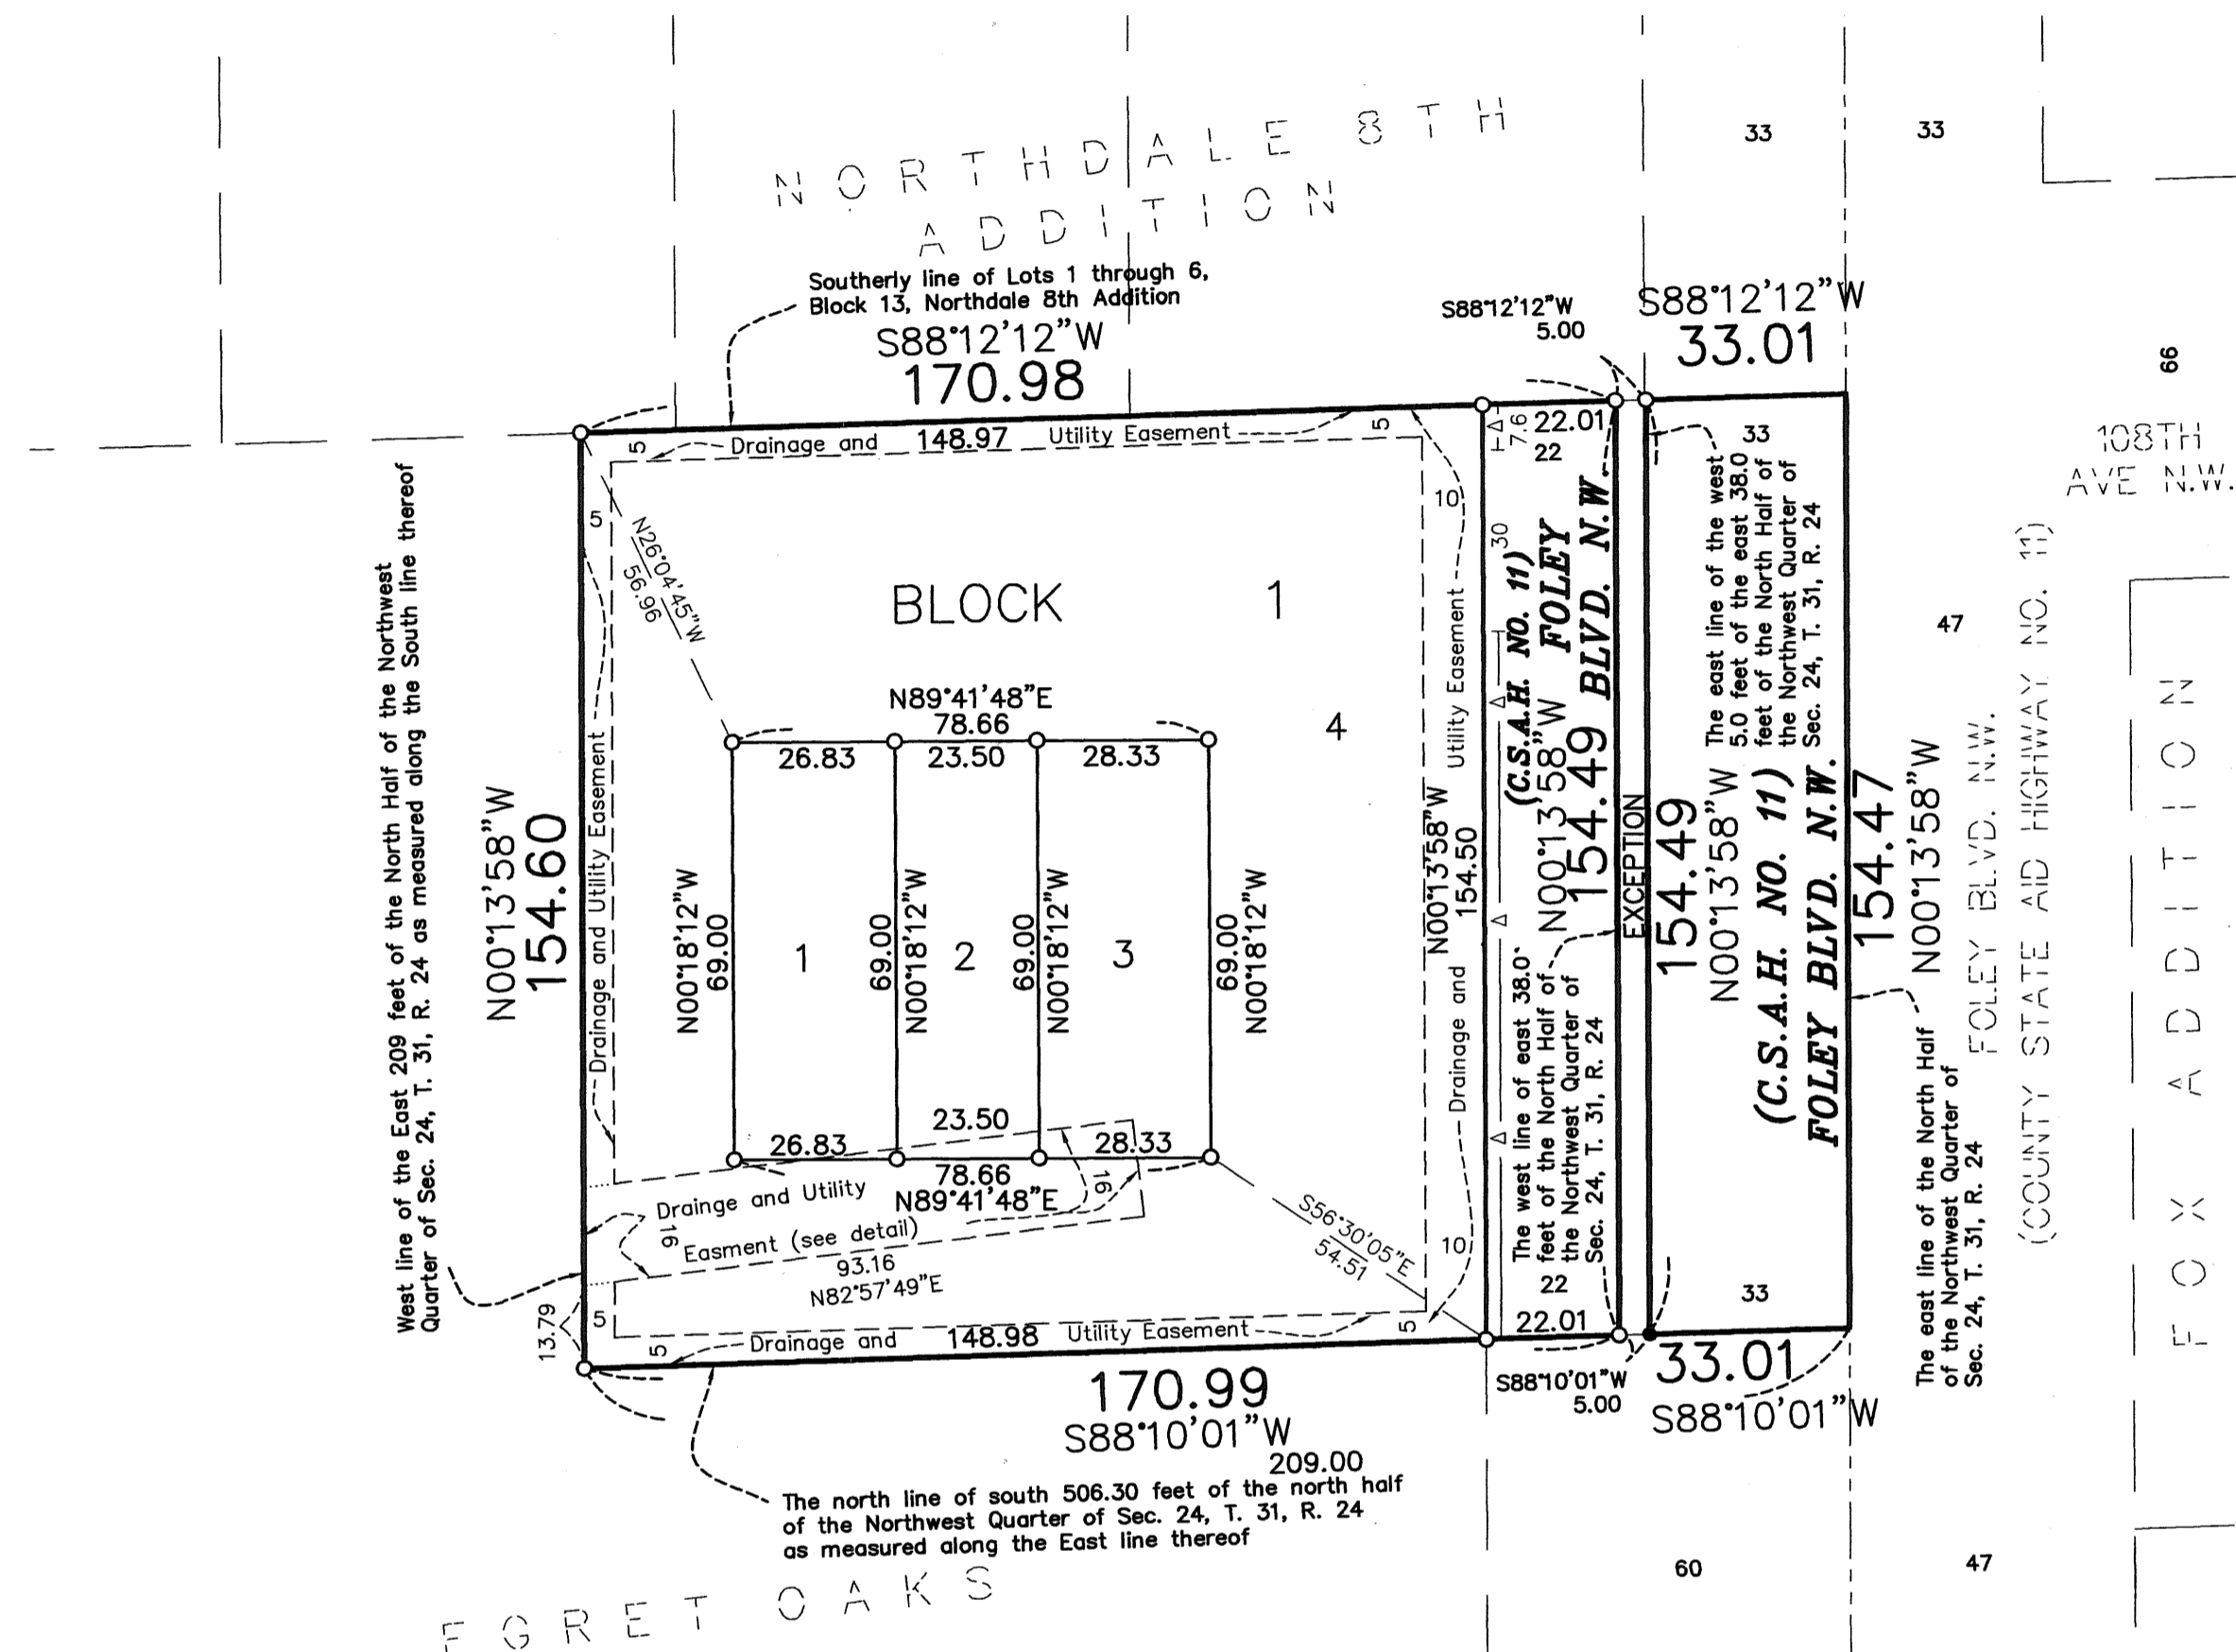 NORTHDALE 8TH
ADDITION
33
33
Southerly line of Lots 1 through 6,
Block 13, Northdale 8th Addition
S88°12'12"W
170.98
S88°12'12"W
5.00
S88°12'12"W
33.01
66
5
Drainage and 148.97 Utility Easement
5
7.6
22.01
22
33
108TH
AVE N.W.
5
N26°04'45"W
56.96
10
30
BLOCK 1
4
47
West line of the East 209 feet of the North Half of the Northwest
Quarter of Sec. 24, T. 31, R. 24 as measured along the South line thereof
N00°13'58"W
154.60
Drainage and Utility Easement
N89°41'48"E
78.66
26.83
23.50
28.33
N00°18'12"W
69.00
1
69.00
N00°18'12"W
2
69.00
N00°18'12"W
3
69.00
N00°18'12"W
26.83
23.50
28.33
78.66
N89°41'48"E
16
Drainge and Utility
Easment (see detail)
16
93.16
N82°57'49"E
S56°30'05"E
54.51
N00°13'58"W
154.50
Drainage and Utility Easement
10
(C.S.A.H. NO. 11)
FOLEY
BLVD. N.W.
N00°13'58"W
154.49
The west line of east 38.0
feet of the North Half of
the Northwest Quarter of
Sec. 24, T. 31, R. 24
EXCEPTION
154.49
N00°13'58"W
The east line of the west
5.0 feet of the east 38.0
feet of the North Half of
the Northwest Quarter of
Sec. 24, T. 31, R. 24
(C.S.A.H. NO. 11)
FOLEY BLVD. N.W.
154.47
N00°13'58"W
The east line of the North Half
of the Northwest Quarter of
Sec. 24, T. 31, R. 24
FOLEY BLVD. N.W.
(COUNTY STATE AID HIGHWAY NO. 11)
FOX ADDITION
13.79
5
5
Drainage and 148.98 Utility Easement
5
22
22.01
33
S88°10'01"W
5.00
33.01
S88°10'01"W
170.99
S88°10'01"W
209.00
The north line of south 506.30 feet of the north half
of the Northwest Quarter of Sec. 24, T. 31, R. 24
as measured along the East line thereof
60
47
EGRET OAKS